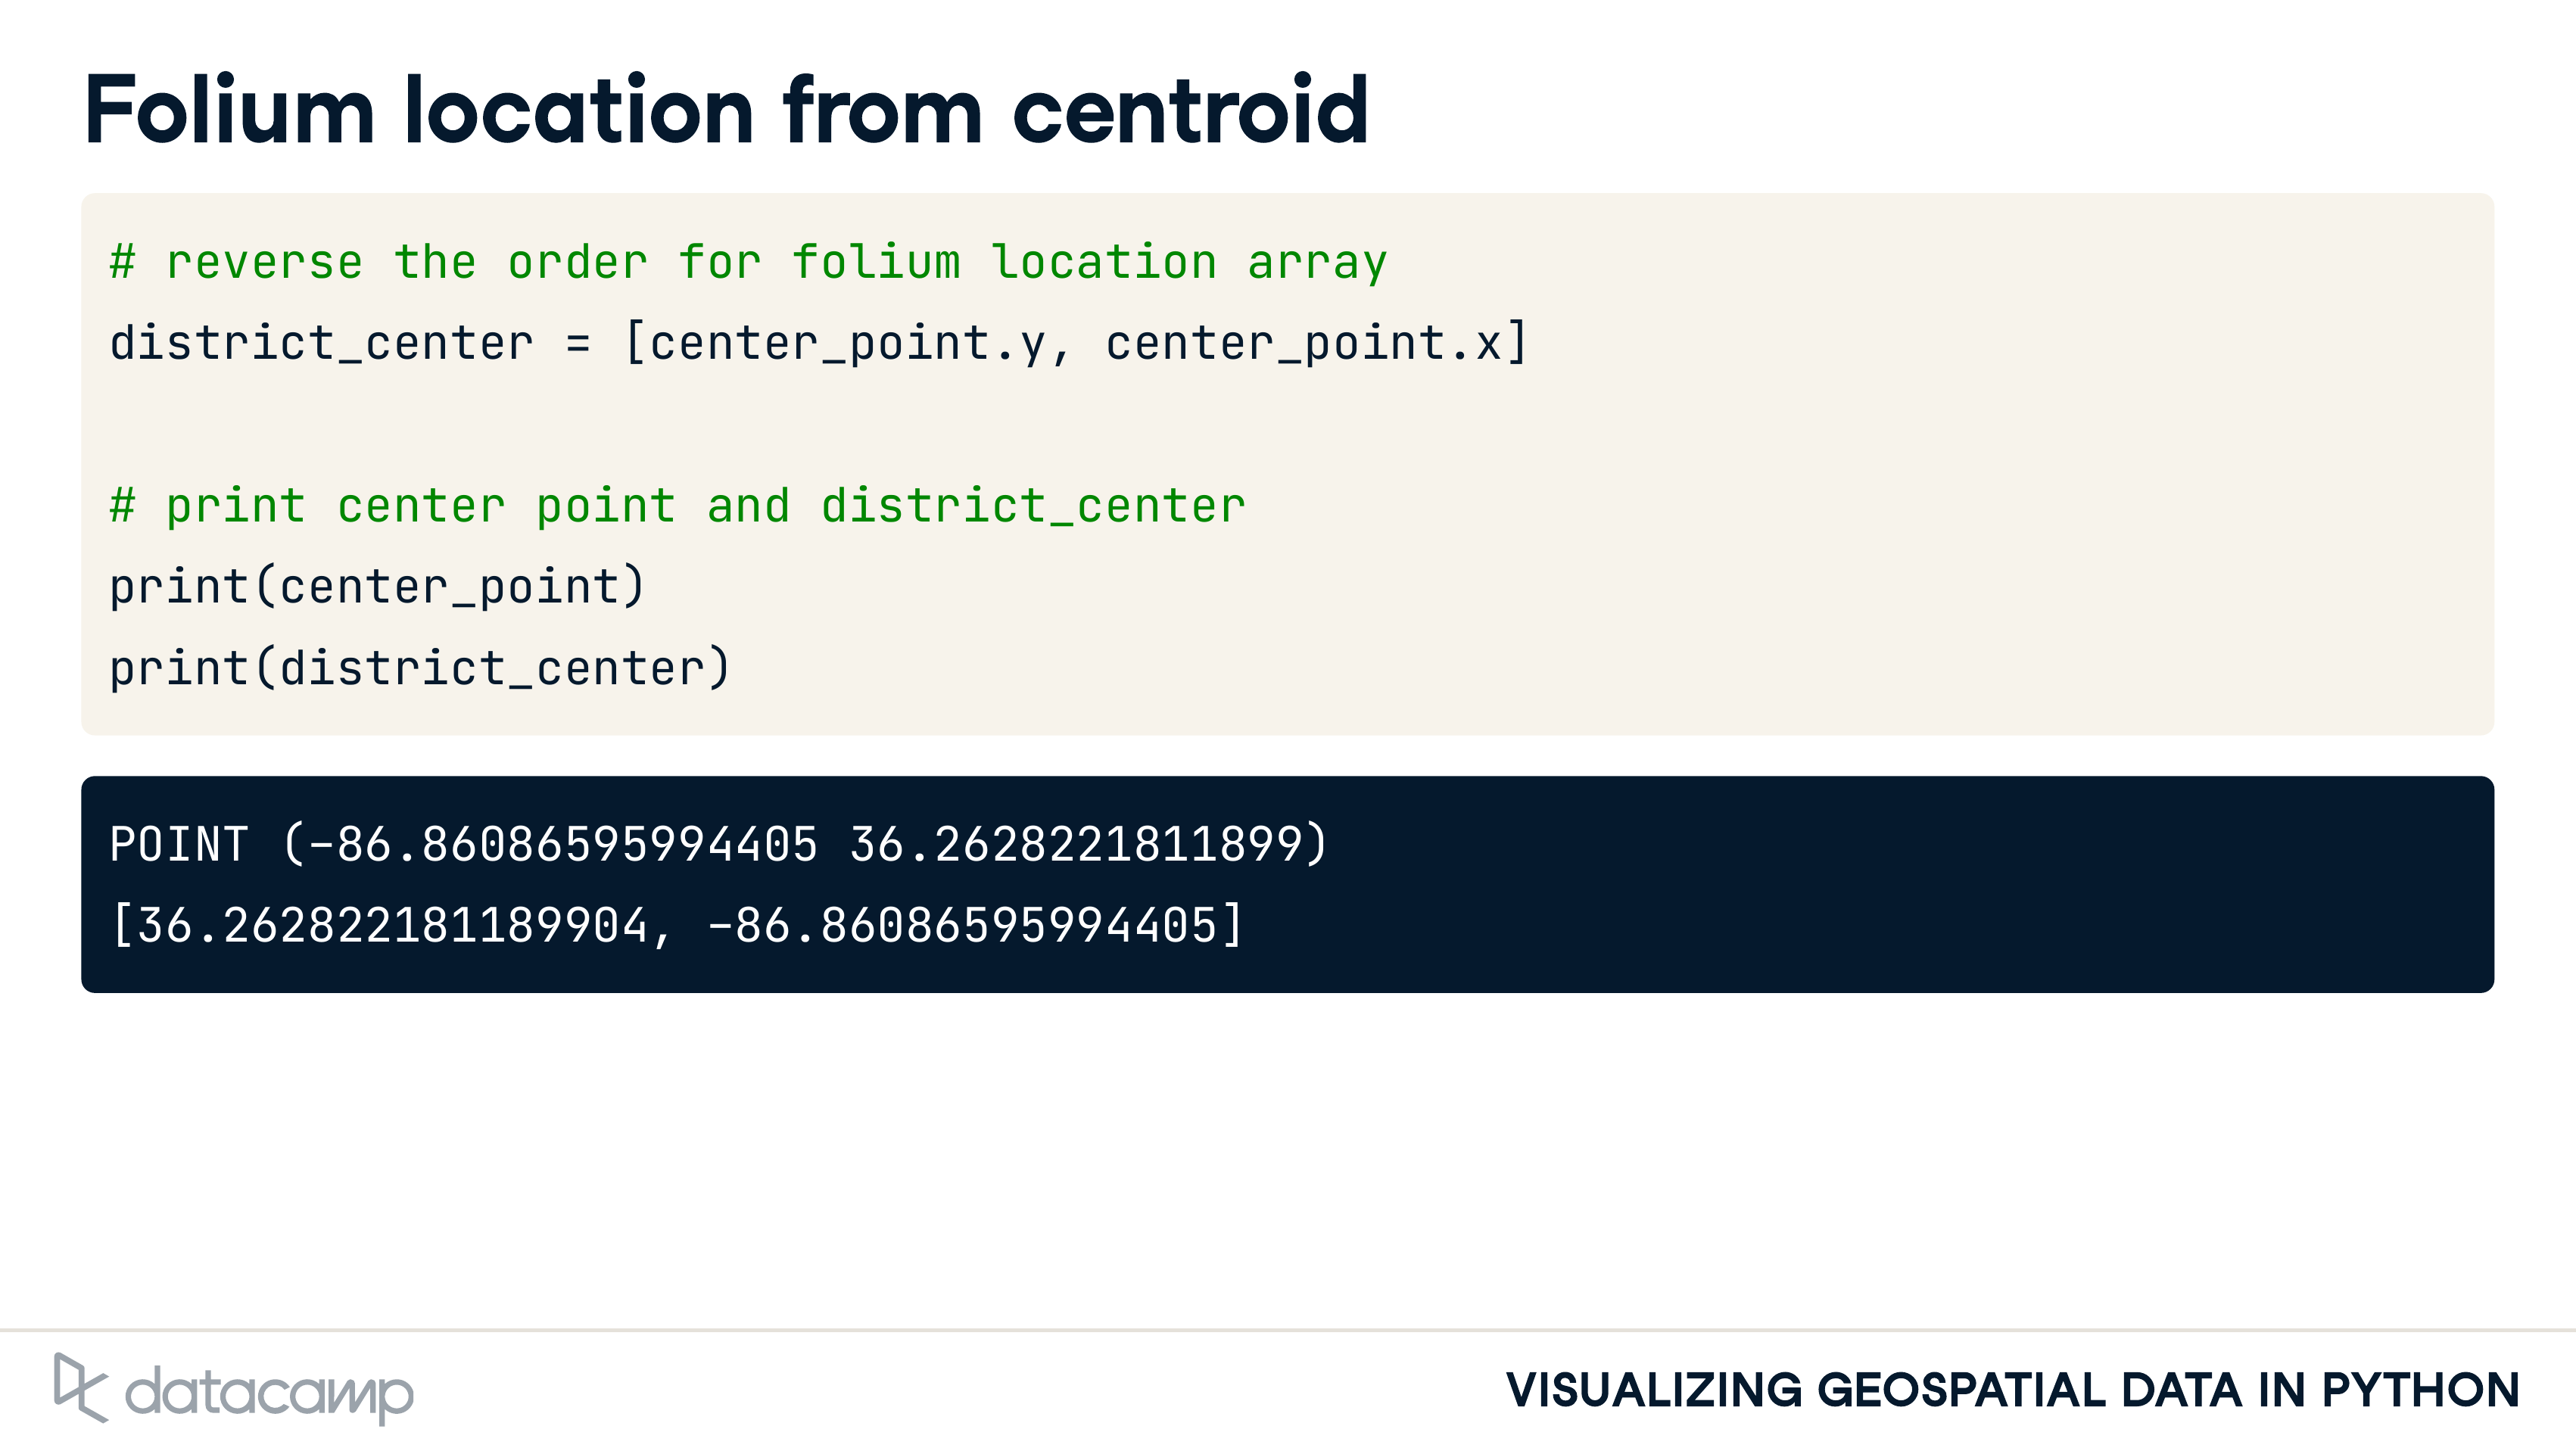 Folium location from centroid
# reverse the order for folium location array
district_center = [center_point.y, center_point.x]
# print center point and district_center
print(center_point)
print(district_center)
POINT (-86.86086595994405 36.2628221811899)
[36.262822181189904, -86.86086595994405]
datacamp
VISUALIZING GEOSPATIAL DATA IN PYTHON